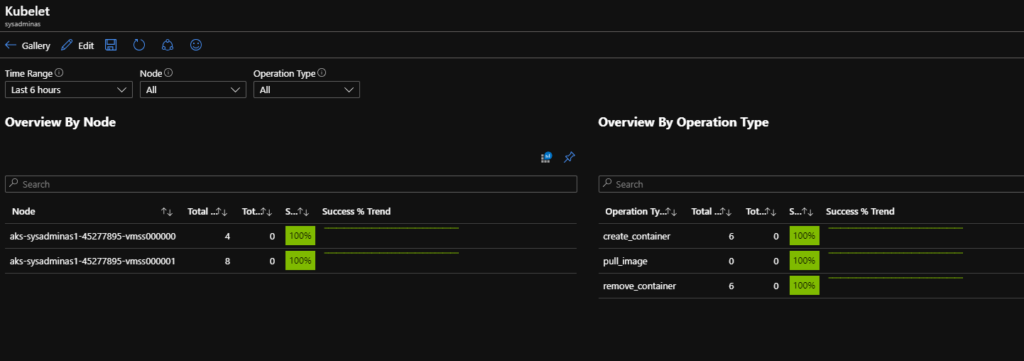 Kubelet
sysadminas
Gallery Edit
Time Range Node Operation Type
Last 6 hours All All
Overview By Node
Search
Node Total ... Tot... S... Success % Trend
aks-sysadminas1-45277895-vmss000000 4 0 100%
aks-sysadminas1-45277895-vmss000001 8 0 100%
Overview By Operation Type
Search
Operation Ty... Total ... Tot... S... Success % Trend
create_container 6 0 100%
pull_image 0 0 100%
remove_container 6 0 100%